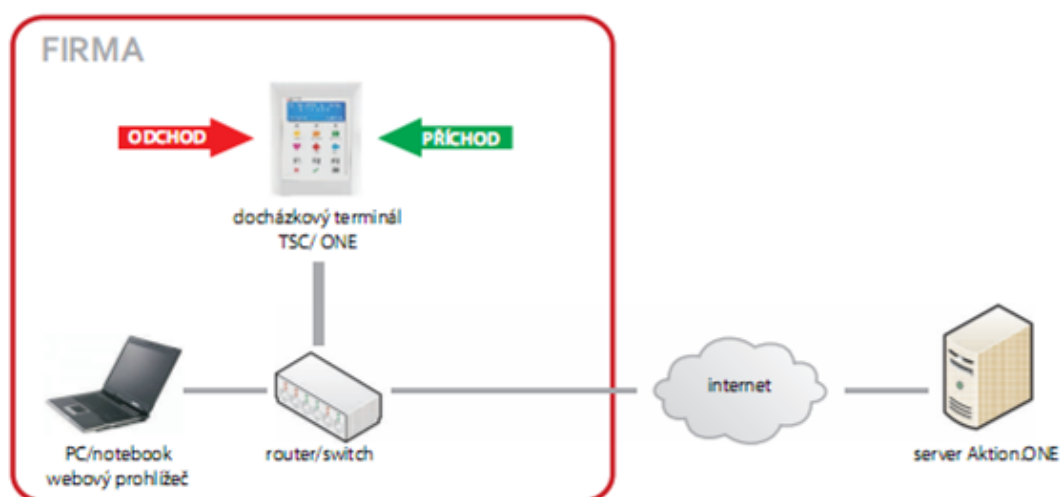 FIRMA
ODCHOD
PŘÍCHOD
docházkový terminál
TSC/ ONE
internet
PC/notebook
webový prohlížeč
router/switch
server Aktion.ONE